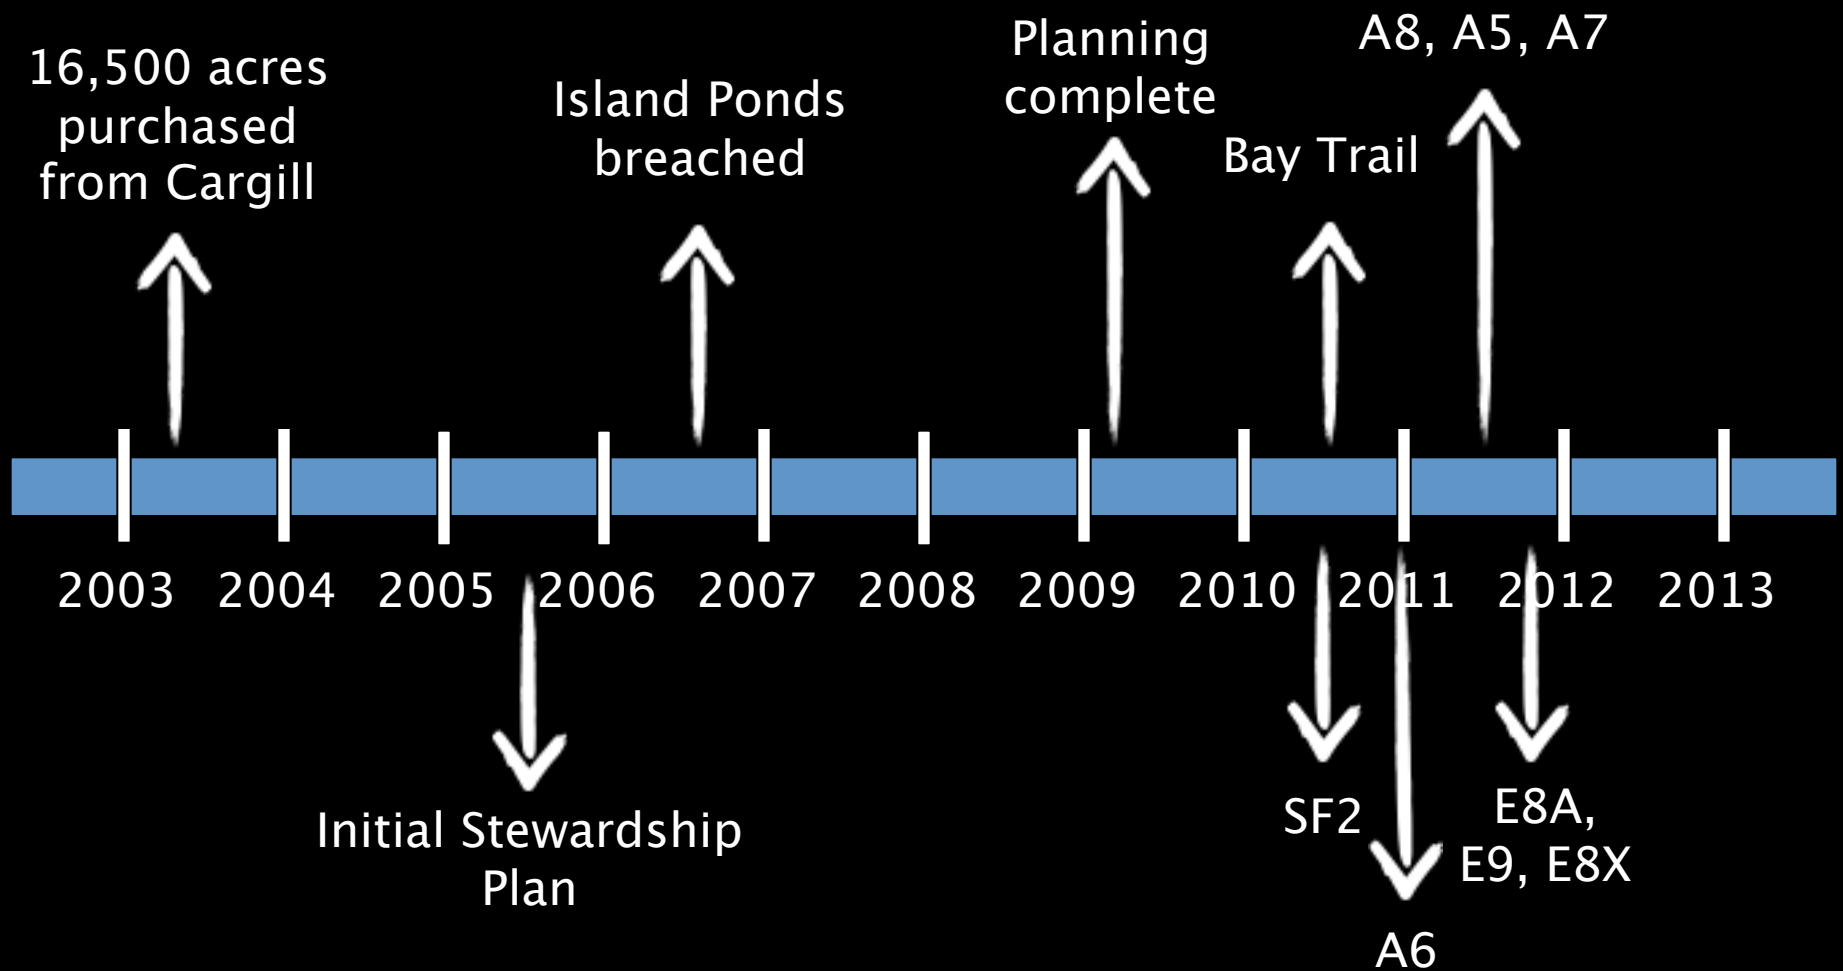 16,500 acres
purchased
from Cargill
Island Ponds
breached
Planning
complete
Bay Trail
A8, A5, A7
2003 2004 2005 2006 2007 2008 2009 2010 2011 2012 2013
Initial Stewardship
Plan
SF2
A6
E8A,
E9, E8X